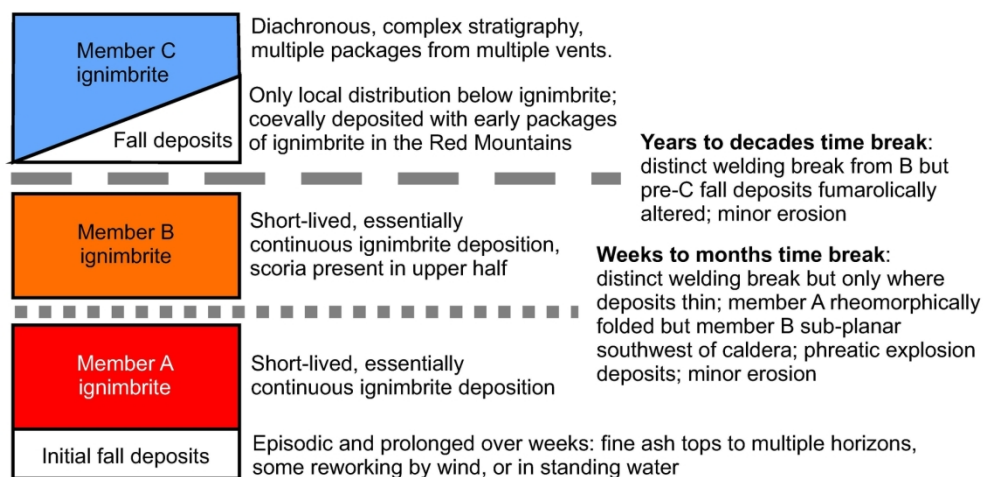 Member C
ignimbrite
Fall deposits
Diachronous, complex stratigraphy,
multiple packages from multiple vents.
Only local distribution below ignimbrite;
coevally deposited with early packages
of ignimbrite in the Red Mountains
Years to decades time break:
distinct welding break from B but
pre-C fall deposits fumarolically
altered; minor erosion
Member B
ignimbrite
Short-lived, essentially
continuous ignimbrite deposition,
scoria present in upper half
Weeks to months time break:
distinct welding break but only where
deposits thin; member A rheomorphically
folded but member B sub-planar
southwest of caldera; phreatic explosion
deposits; minor erosion
Member A
ignimbrite
Short-lived, essentially
continuous ignimbrite deposition
Initial fall deposits
Episodic and prolonged over weeks: fine ash tops to multiple horizons,
some reworking by wind, or in standing water